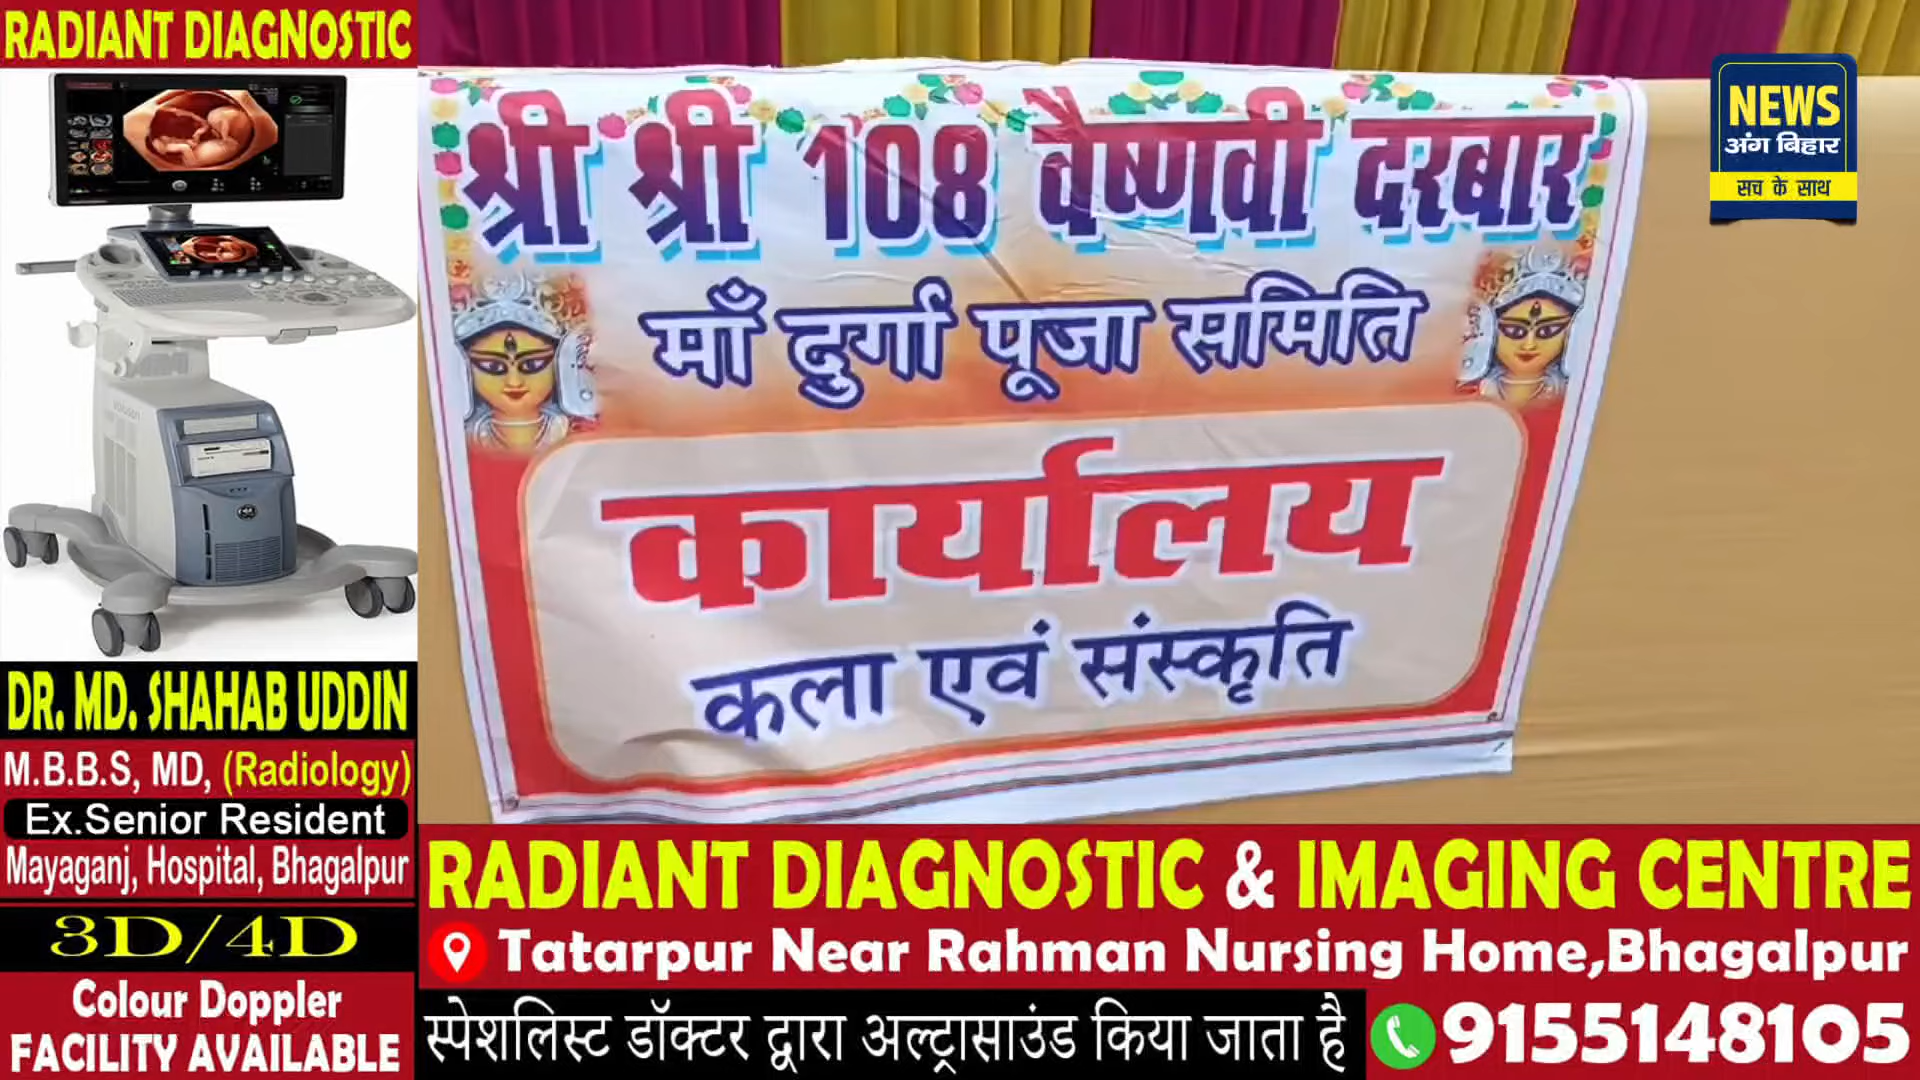 RADIANT DIAGNOSTIC
DR. MD. SHAHAB UDDIN
M.B.B.S, MD, (Radiology)
Ex.Senior Resident
Mayaganj, Hospital, Bhagalpur
3D/4D
Colour Doppler
FACILITY AVAILABLE
श्री श्री 108 वैष्णवी दरबार
माँ दुर्गा पूजा समिति
कार्यालय
कला एवं संस्कृति
NEWS
अंग बिहार
सच के साथ
RADIANT DIAGNOSTIC & IMAGING CENTRE
Tatarpur Near Rahman Nursing Home,Bhagalpur
स्पेशलिस्ट डॉक्टर द्वारा अल्ट्रासाउंड किया जाता है
9155148105